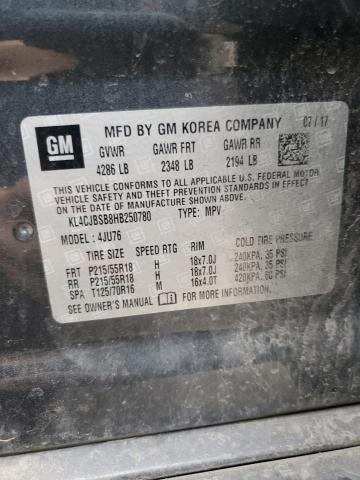 GM
MFD BY GM KOREA COMPANY 07/17
GVWR GAWR FRT GAWR RR
4286 LB 2348 LB 2194 LB
THIS VEHICLE CONFORMS TO ALL APPLICABLE U.S. FEDERAL MOTOR
VEHICLE SAFETY AND THEFT PREVENTION STANDARDS IN EFFECT ON THE DATE OF
MANUFACTURE SHOWN ABOVE.
KL4CJBSB8HB250780 TYPE: MPV
MODEL : 4JU76
TIRE SIZE SPEED RTG RIM COLD TIRE PRESSURE
FRT P215/55R18 H 18x7.0J 240KPA, 35 PSI
RR P215/55R18 H 18x7.0J 240KPA, 35 PSI
SPA T125/70R16 M 16x4.0T 420KPA, 60 PSI
SEE OWNER'S MANUAL FOR MORE INFORMATION